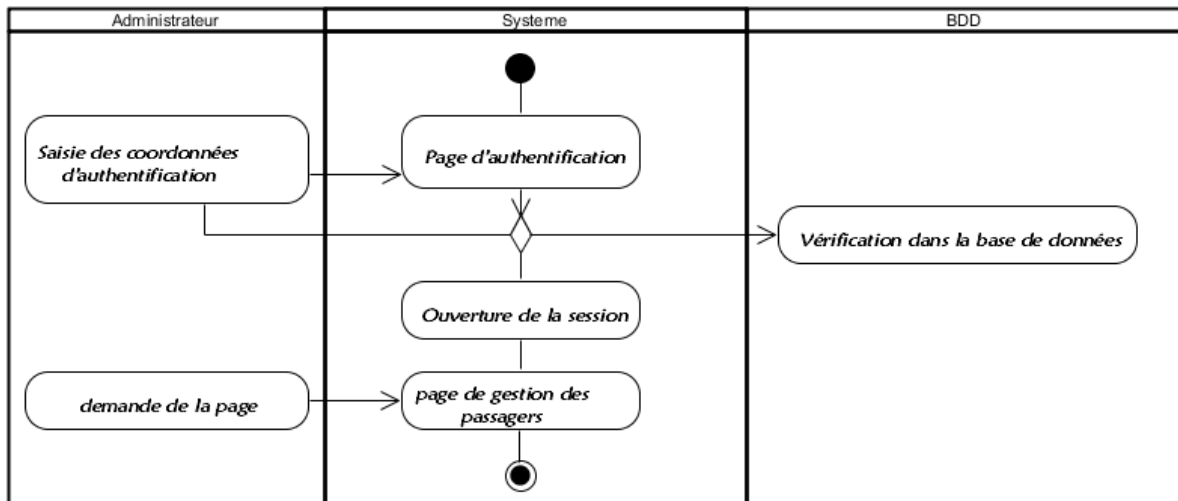 Administrateur
Systeme
BDD
Saisie des coordonnées
d'authentification
Page d'authentification
Vérification dans la base de données
Ouverture de la session
demande de la page
page de gestion des
passagers